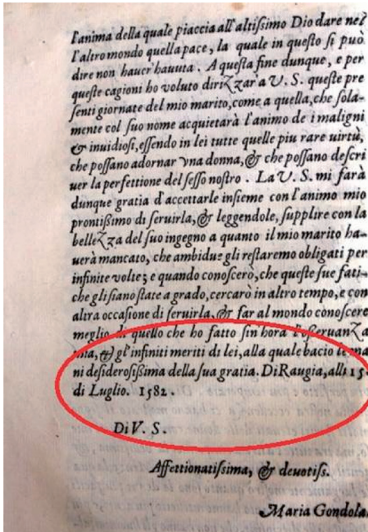 l'anima della quale piaccia all'altissimo Dio dare nel
l'altro mondo quella pace, la quale in questo si può
dire non hauer hauuta. A questa fine dunque, e per
queste cagioni ho voluto dirizzar à V. S. queste pre
senti giornate del mio marito, come a quella, che sola-
mente col suo nome acquietarà l'animo de i maligni
& inuidiosi, essendo in lei tutte quelle piu rare uirtù,
che possano adornar vna donna, & che possano descri
uer la perfettione del sesso nostro. La V. S. mi farà
dunque gratia d'accettarle insieme con l'animo mio
prontissimo di seruirla, & leggendole, supplire con la
bellezza del suo ingegno a quanto il mio marito ha-
uerà mancato, che ambidue gli restaremo obligati per
infinite volte; e quando conoscerò, che queste sue fati-
che gli siano state a grado, cercarò in altro tempo, e con
altra occasione di seruirla, & far al mondo conoscere
meglio di quello che ho fatto sin hora l'osseruanza
mia, & gl'infiniti meriti di lei, alla quale bacio le ma
ni desiderosissima della sua gratia. Di Raugia, alli 15
di Luglio. 1582.
Di V. S.
Affettionatissima, & deuotiss.
Maria Gondola